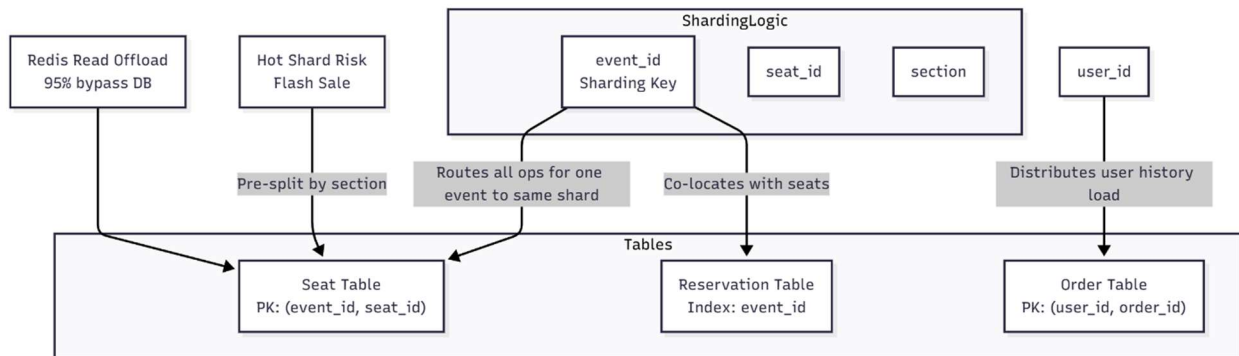 ShardingLogic
Redis Read Offload
95% bypass DB
Hot Shard Risk
Flash Sale
event_id
Sharding Key
seat_id
section
user_id
Pre-split by section
Routes all ops for one
event to same shard
Co-locates with seats
Distributes user history
load
Tables
Seat Table
PK: (event_id, seat_id)
Reservation Table
Index: event_id
Order Table
PK: (user_id, order_id)